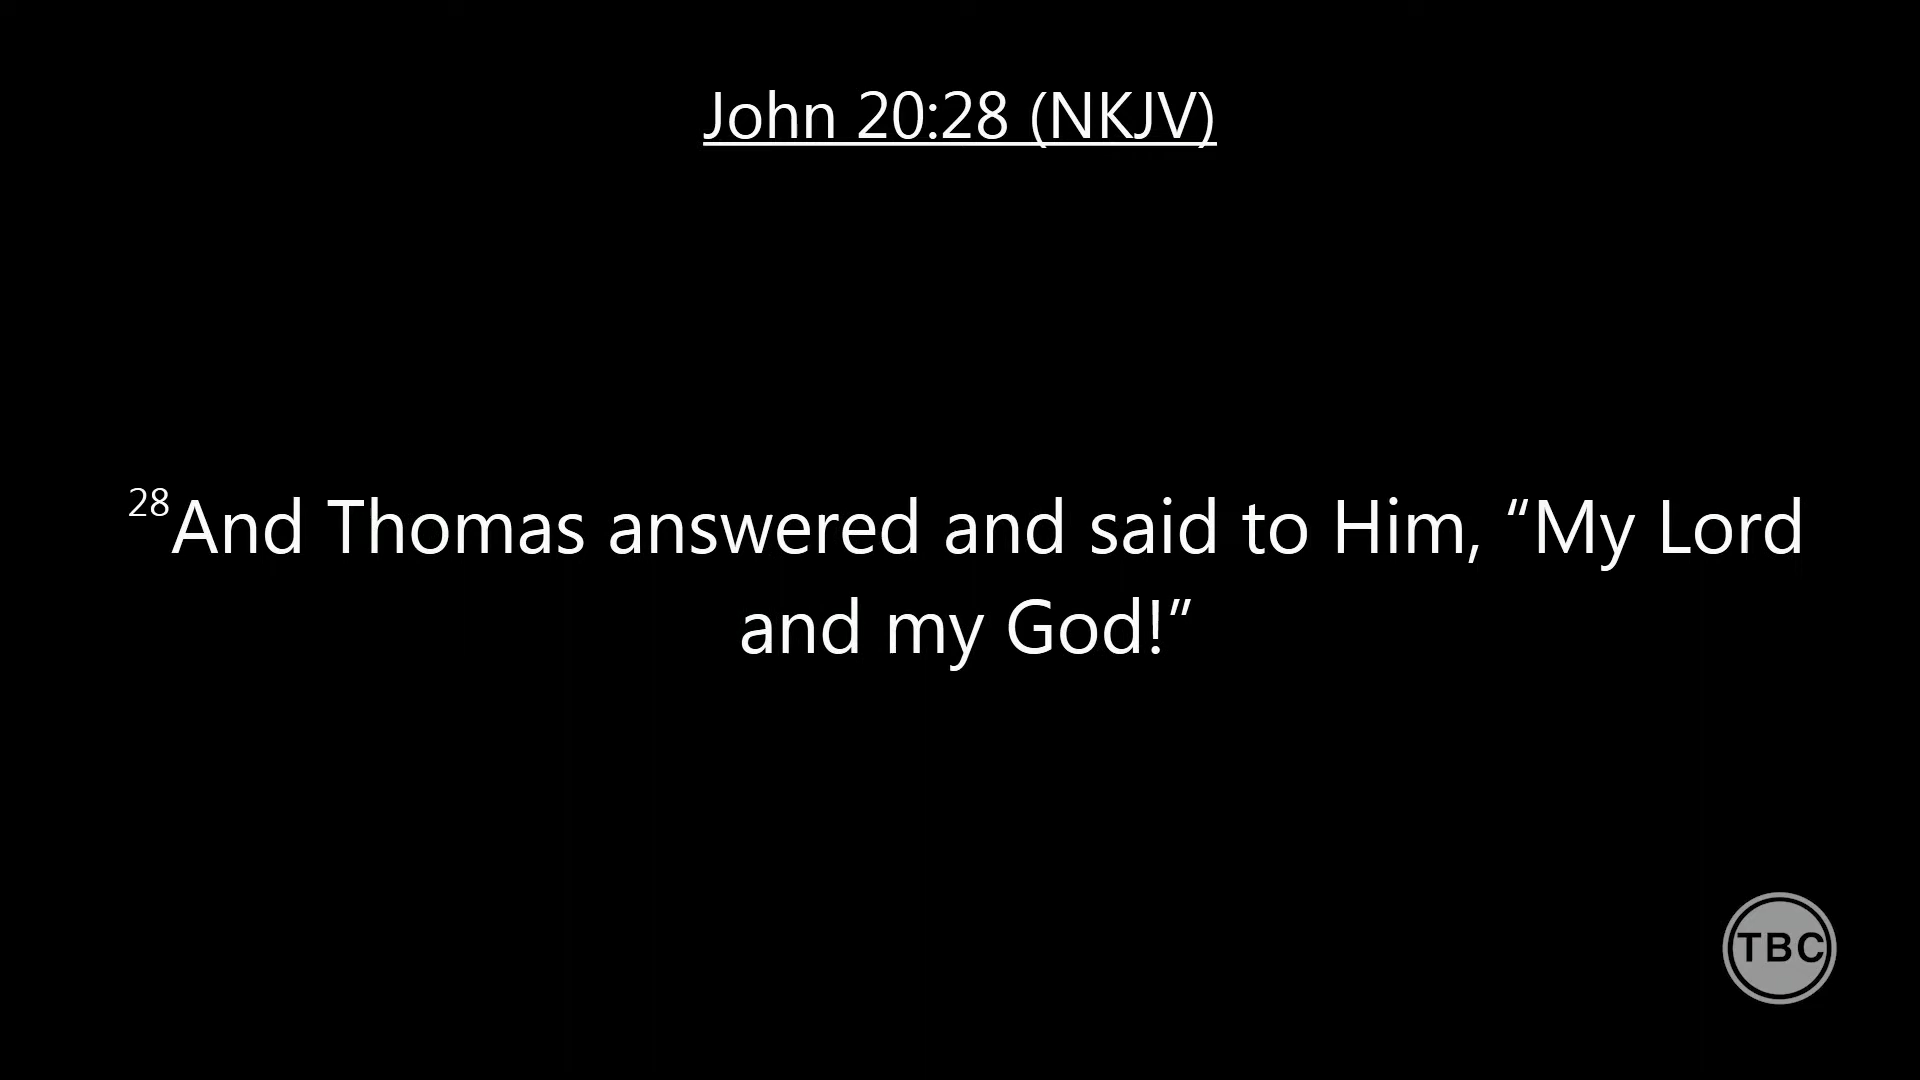 John 20:28 (NKJV)
28And Thomas answered and said to Him, “My Lord
and my God!”
TBC